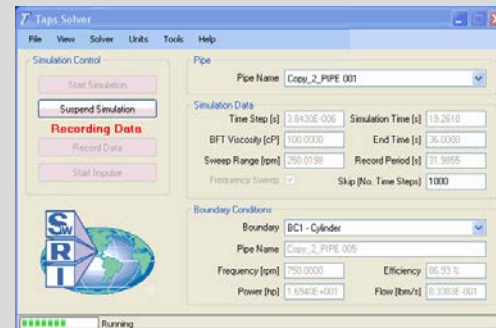 Taps Solver
File View Solver Units Tools Help
Simulation Control
Start Simulation
Suspend Simulation
Recording Data
Record Data
Start Impulse
SwRI
Pipe
Pipe Name Copy_2_PIPE 001
Simulation Data
Time Step [s] 3.8430E-006 Simulation Time [s] 19.2610
BFT Viscosity [cP] 100.0000 End Time [s] 36.0000
Sweep Range [rpm] 250.0198 Record Period [s] 31.9855
Frequency Sweep Skip (No. Time Steps) 1000
Boundary Conditions
Boundary BC1 - Cylinder
Pipe Name Copy_2_PIPE 005
Frequency [rpm] 750.0000 Efficiency 86.93 %
Power [hp] 1.6940E+001 Flow [lbm/s] 8.3383E-001
Running